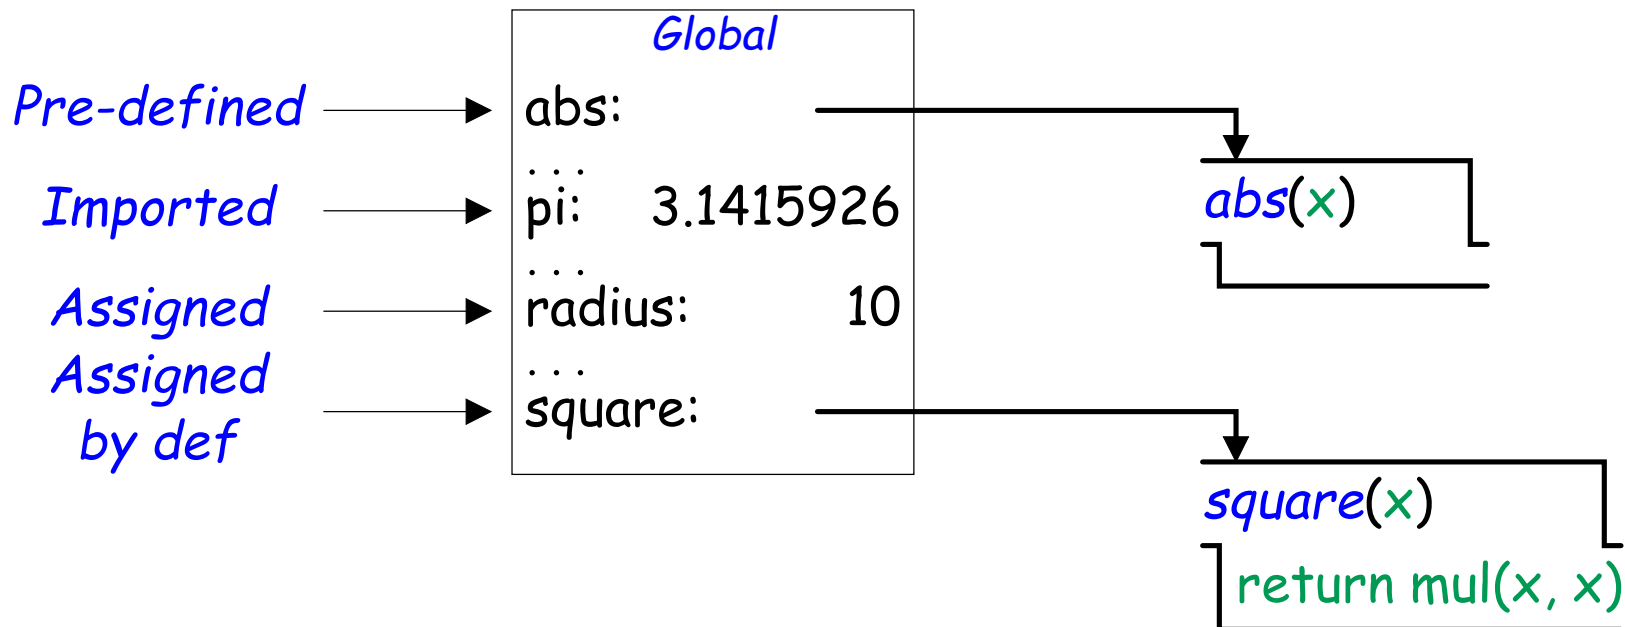 Global
Pre-defined
abs:
abs(x)
. . .
Imported
pi: 3.1415926
. . .
Assigned
radius: 10
. . .
Assigned
by def
square:
square(x)
return mul(x, x)